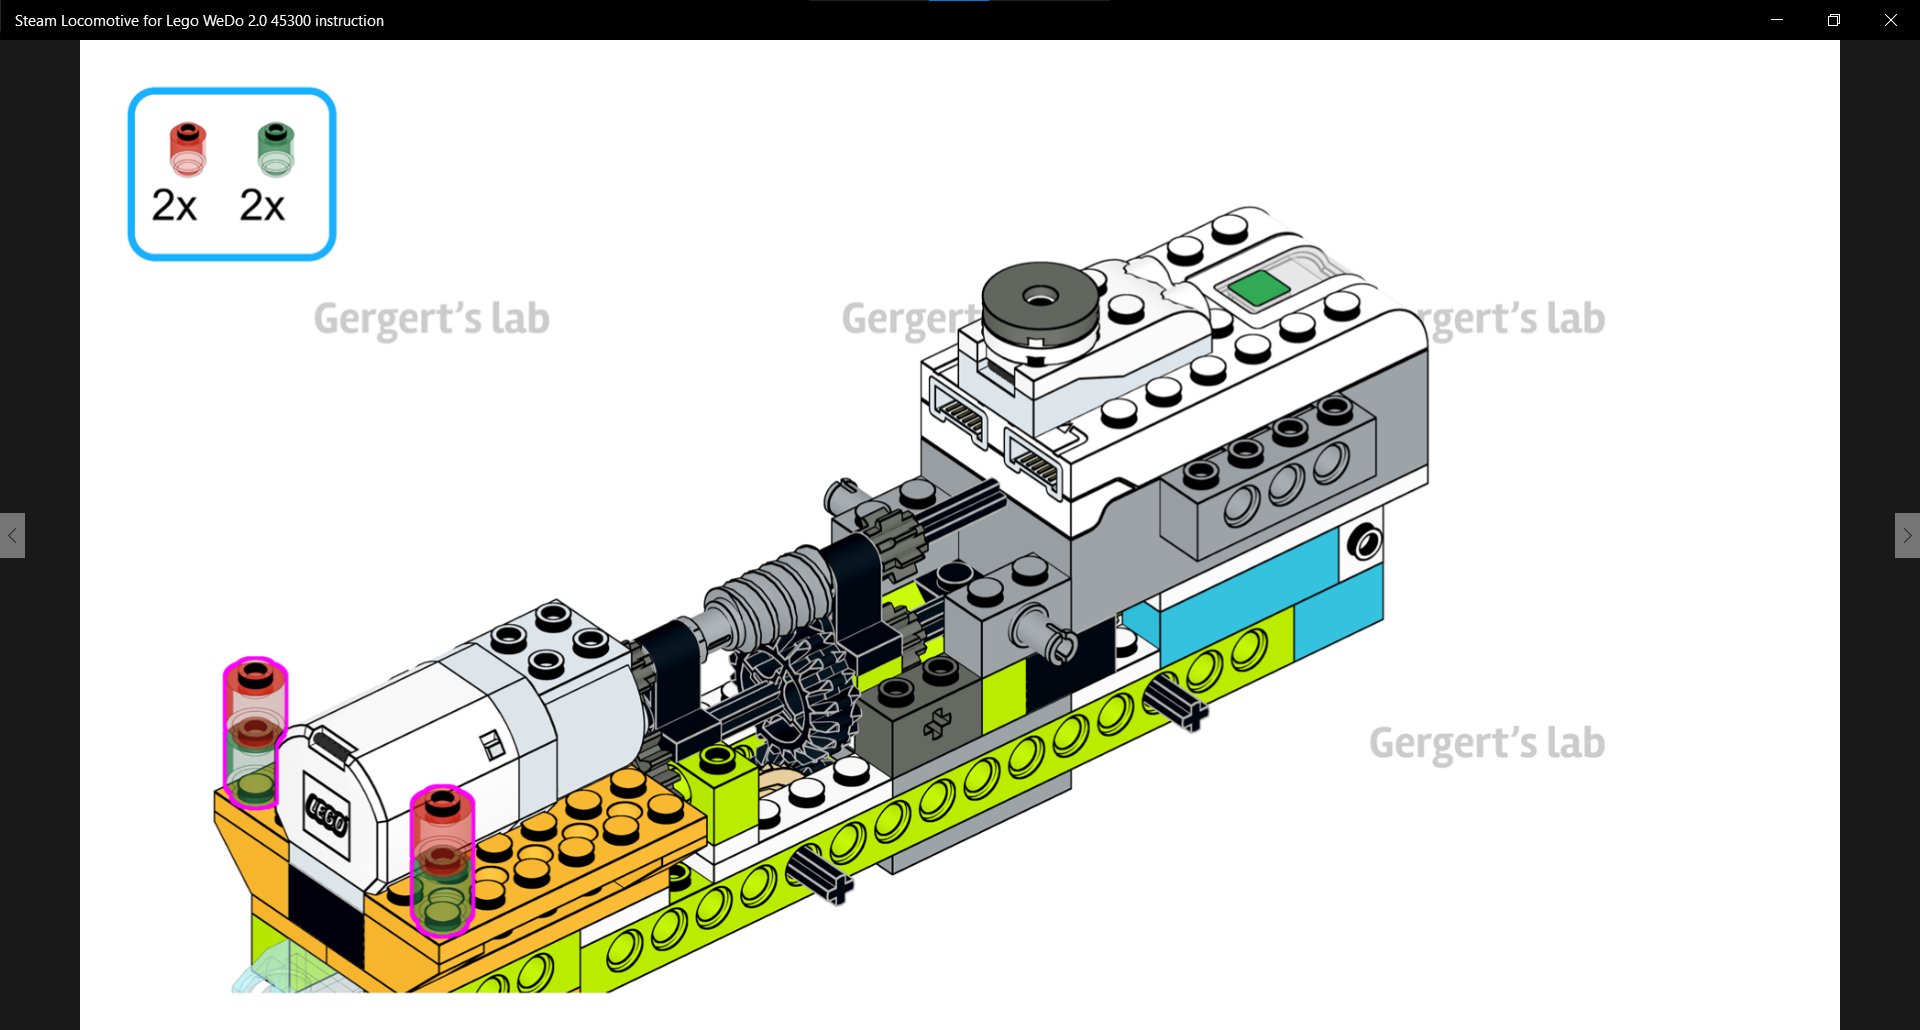 Steam Locomotive for Lego WeDo 2.0 45300 instruction
2x 2x
Gergert's lab Gergert rgert's lab
LEGO
Gergert's lab